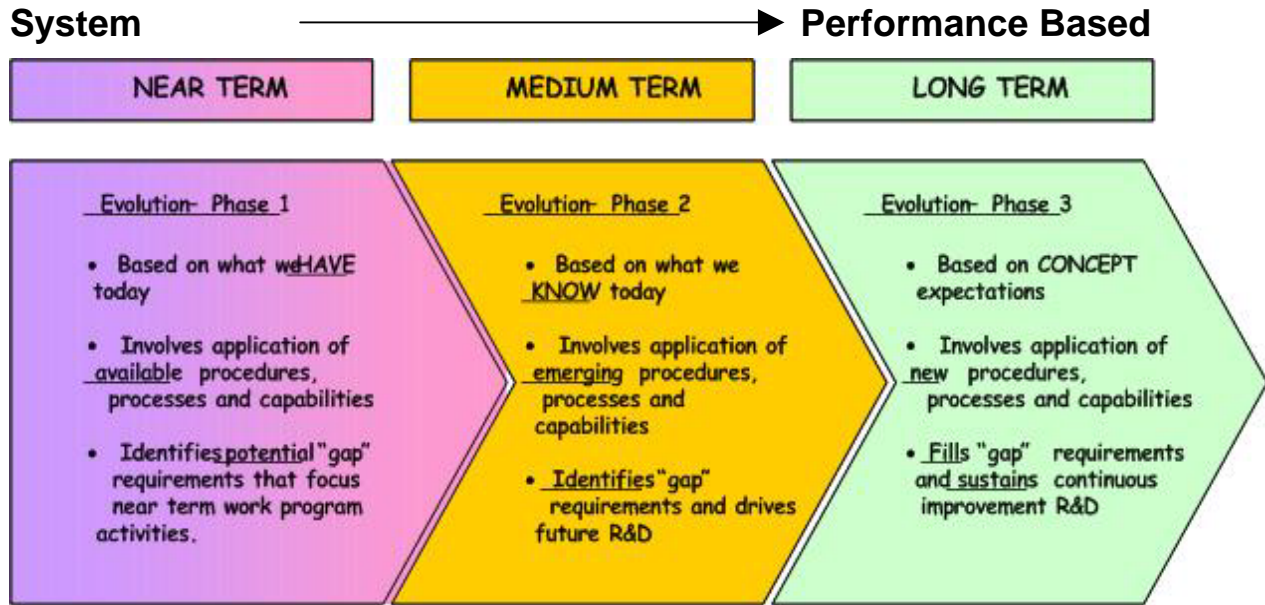 System Performance Based
NEAR TERM
MEDIUM TERM
LONG TERM
Evolution- Phase 1
• Based on what weHAVE
today
• Involves application of
available procedures,
processes and capabilities
• Identifies potential "gap"
requirements that focus
near term work program
activities.
Evolution- Phase 2
• Based on what we
KNOW today
• Involves application of
emerging procedures,
processes and
capabilities
• Identifies "gap"
requirements and drives
future R&D
Evolution- Phase 3
• Based on CONCEPT
expectations
• Involves application of
new procedures,
processes and capabilities
• Fills "gap" requirements
and sustains continuous
improvement R&D